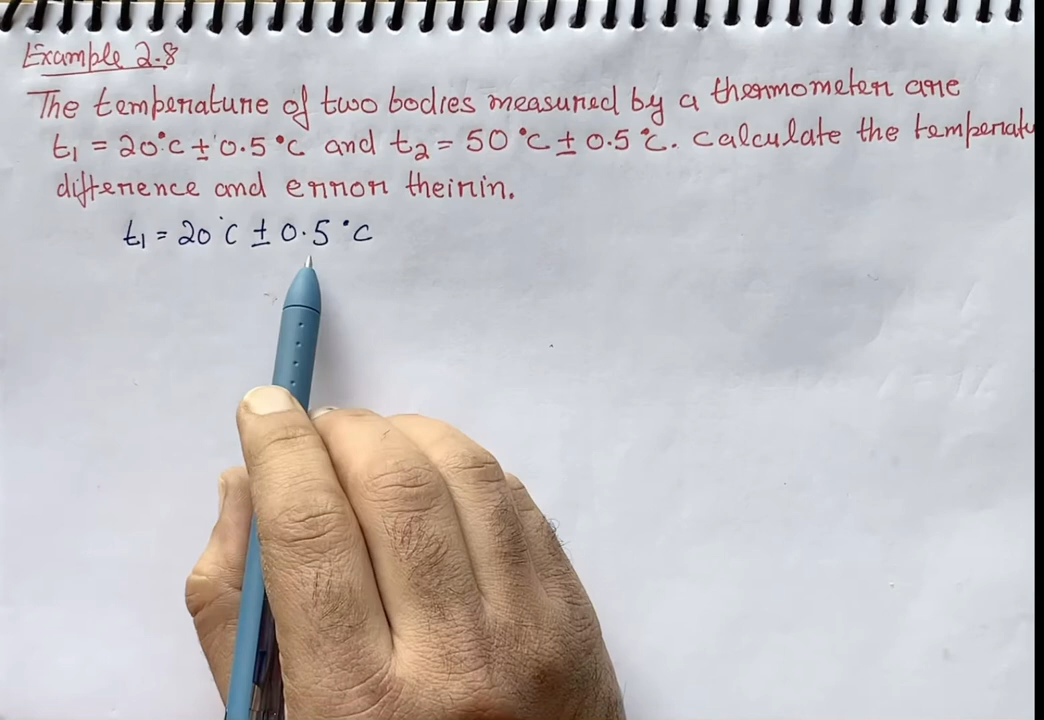 Example 2.8
The temperature of two bodies measured by a thermometer are
t₁ = 20°C ± 0.5 °C and t₂ = 50 °C ± 0.5 °C. Calculate the temperatu
difference and error theirin.
t₁ = 20°C ± 0.5 °C